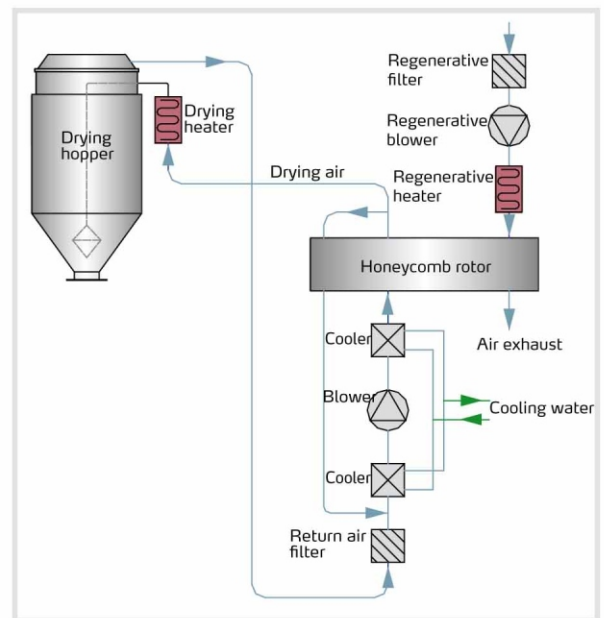 Regenerative
filter
Drying
heater
Drying
hopper
Regenerative
blower
Drying air
Regenerative
heater
Honeycomb rotor
Cooler
Air exhaust
Blower
Cooling water
Cooler
Return air
filter